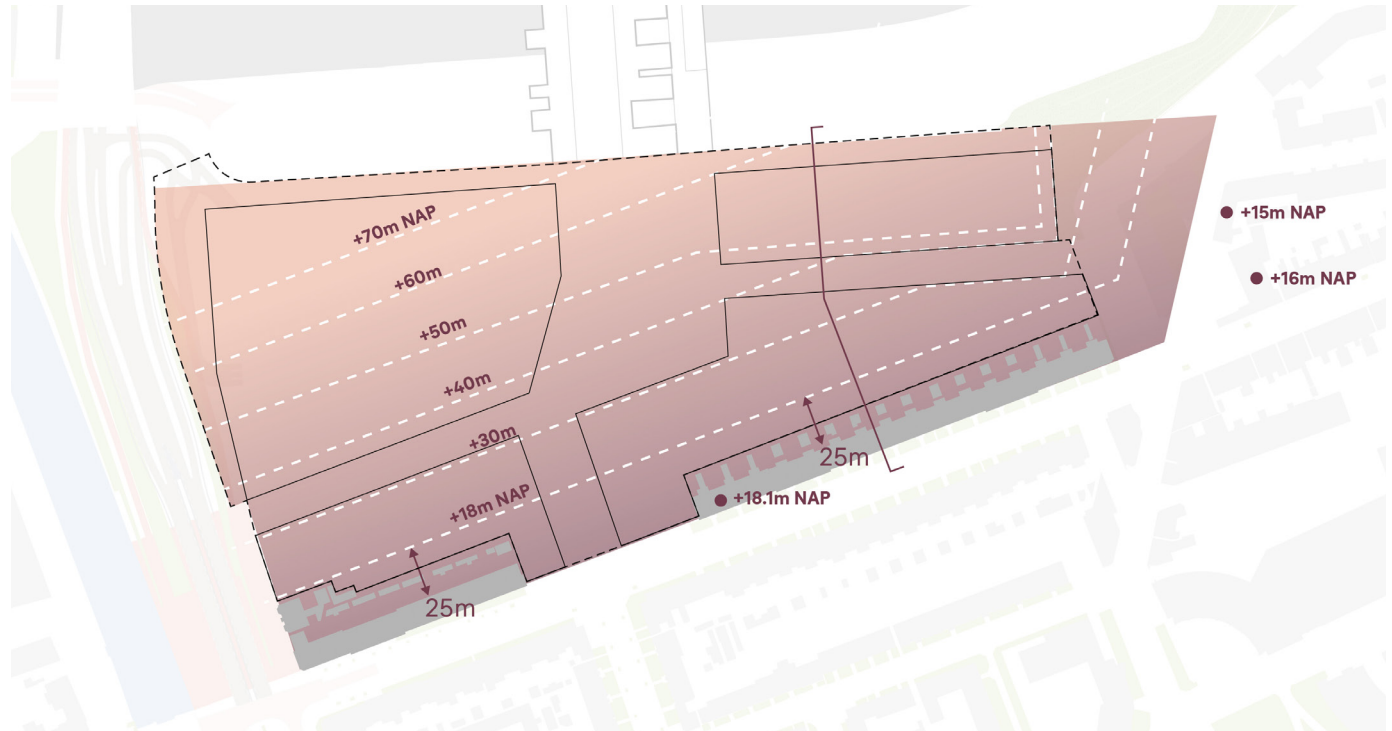 +70m NAP
+60m
+50m
+40m
+30m
+18m NAP
25m
25m
+18.1m NAP
+15m NAP
+16m NAP